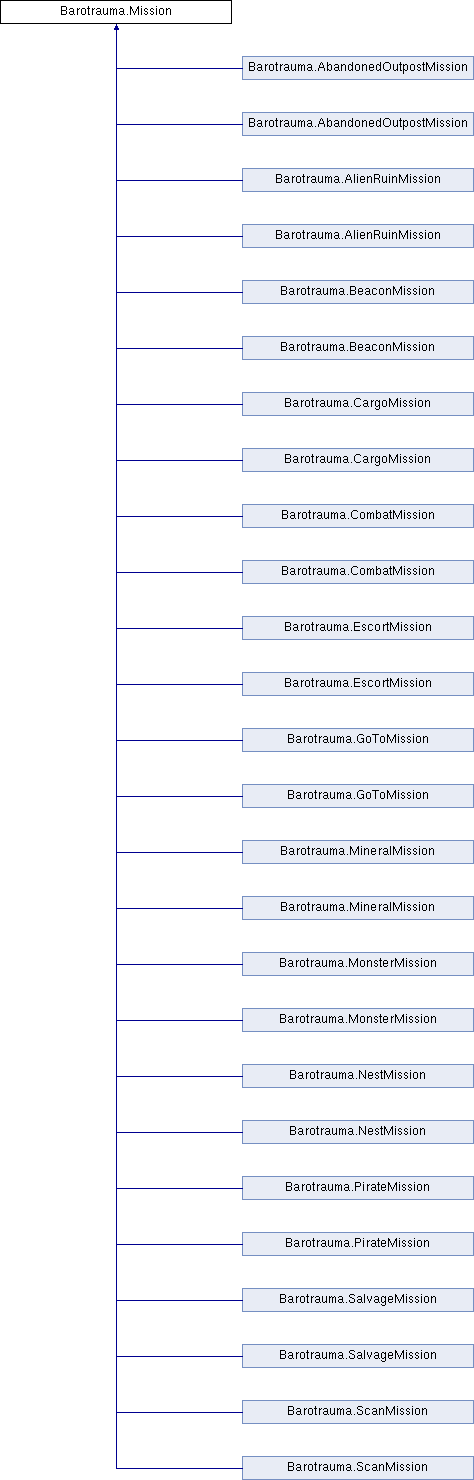 Barotrauma.Mission
Barotrauma.AbandonedOutpostMission
Barotrauma.AbandonedOutpostMission
Barotrauma.AlienRuinMission
Barotrauma.AlienRuinMission
Barotrauma.BeaconMission
Barotrauma.BeaconMission
Barotrauma.CargoMission
Barotrauma.CargoMission
Barotrauma.CombatMission
Barotrauma.CombatMission
Barotrauma.EscortMission
Barotrauma.EscortMission
Barotrauma.GoToMission
Barotrauma.GoToMission
Barotrauma.MineralMission
Barotrauma.MineralMission
Barotrauma.MonsterMission
Barotrauma.MonsterMission
Barotrauma.NestMission
Barotrauma.NestMission
Barotrauma.PirateMission
Barotrauma.PirateMission
Barotrauma.SalvageMission
Barotrauma.SalvageMission
Barotrauma.ScanMission
Barotrauma.ScanMission